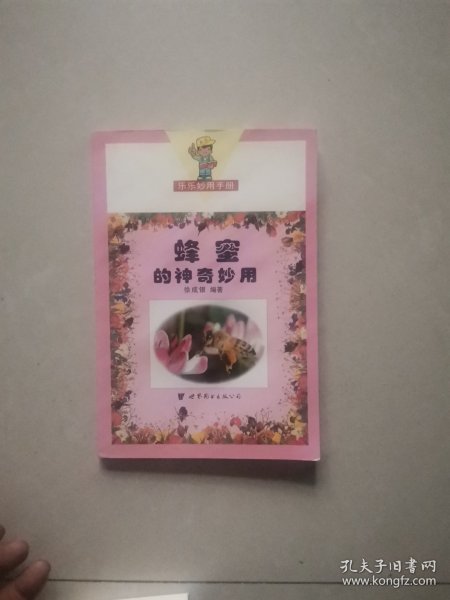 乐乐妙用手册
蜂蜜
的神奇妙用
徐成银 编著
世界图书出版公司
孔夫子旧书网
www.kongfz.com